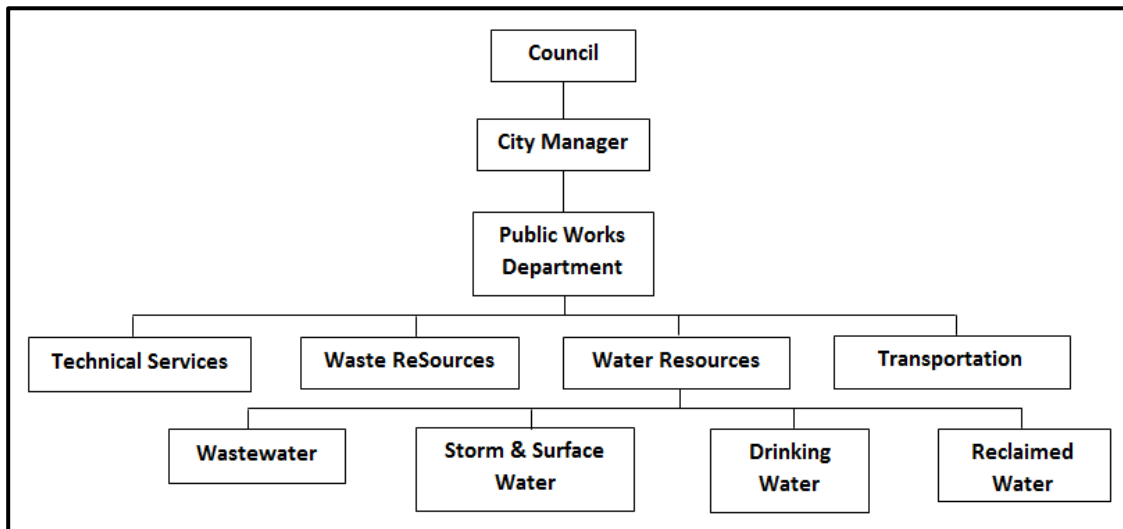 Council
City Manager
Public Works
Department
Technical Services
Waste ReSources
Water Resources
Transportation
Wastewater
Storm & Surface
Water
Drinking
Water
Reclaimed
Water